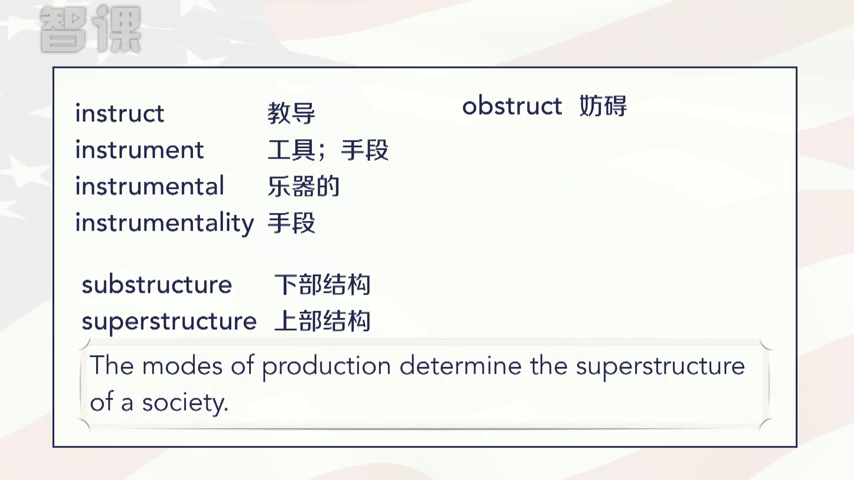 智课
instruct 教导
instrument 工具；手段
instrumental 乐器的
instrumentality 手段
obstruct 妨碍
substructure 下部结构
superstructure 上部结构
The modes of production determine the superstructure
of a society.